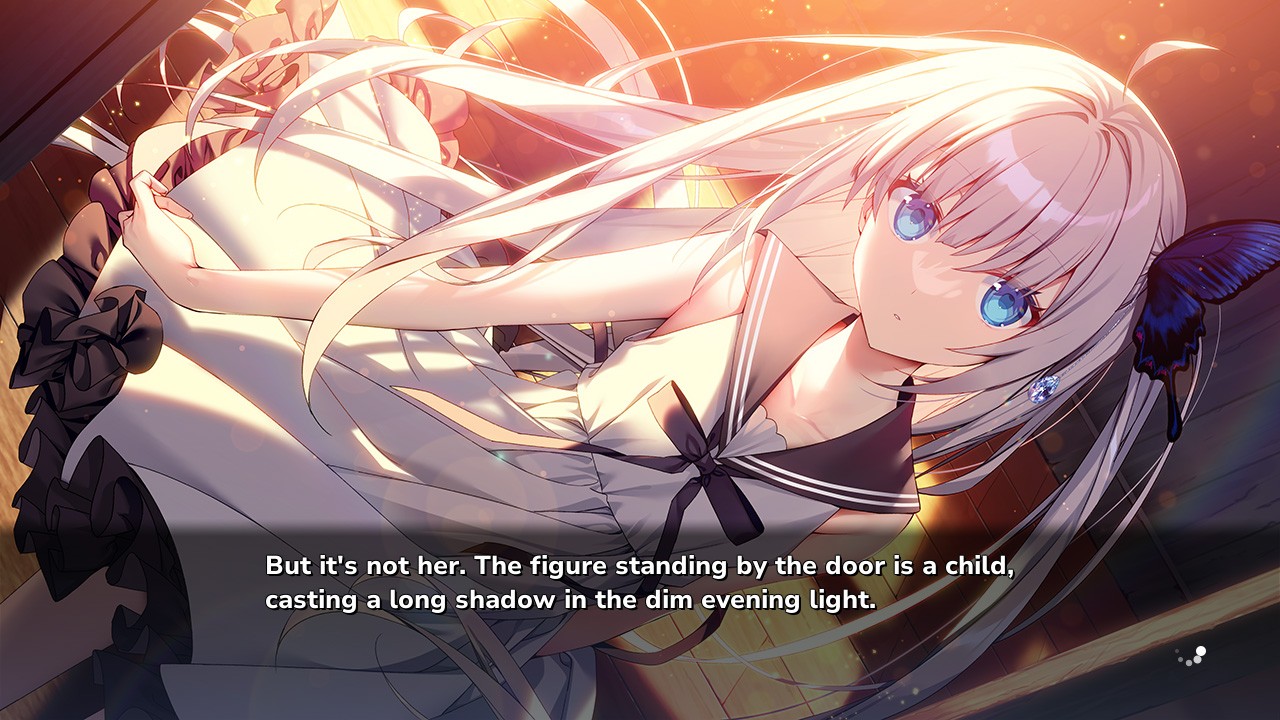 But it's not her. The figure standing by the door is a child,
casting a long shadow in the dim evening light.